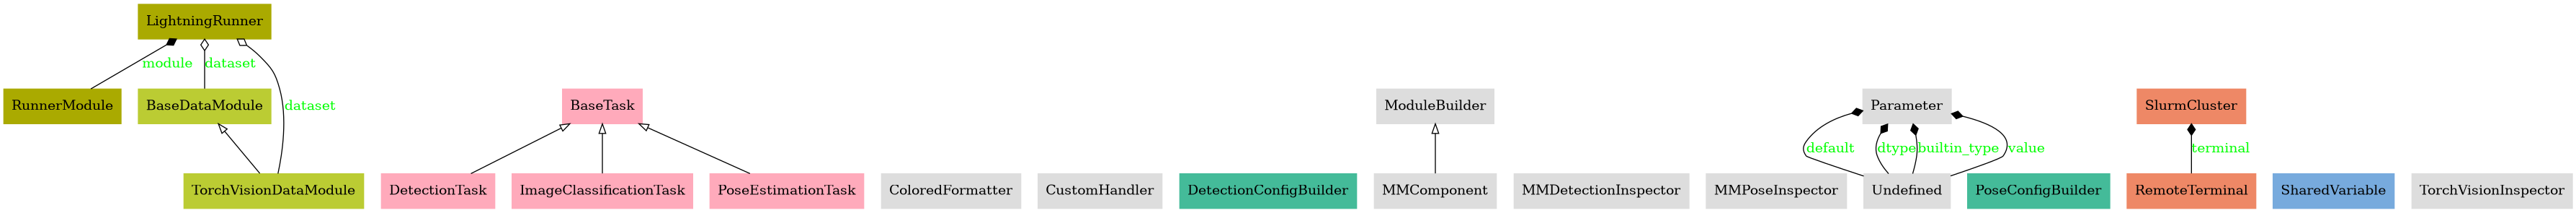 LightningRunner
module
dataset
RunnerModule
BaseDataModule
dataset
BaseTask
ModuleBuilder
Parameter
SlurmCluster
default
dtype
builtin_type
value
terminal
TorchVisionDataModule
DetectionTask
ImageClassificationTask
PoseEstimationTask
ColoredFormatter
CustomHandler
DetectionConfigBuilder
MMComponent
MMDetectionInspector
MMPoseInspector
Undefined
PoseConfigBuilder
RemoteTerminal
SharedVariable
TorchVisionInspector